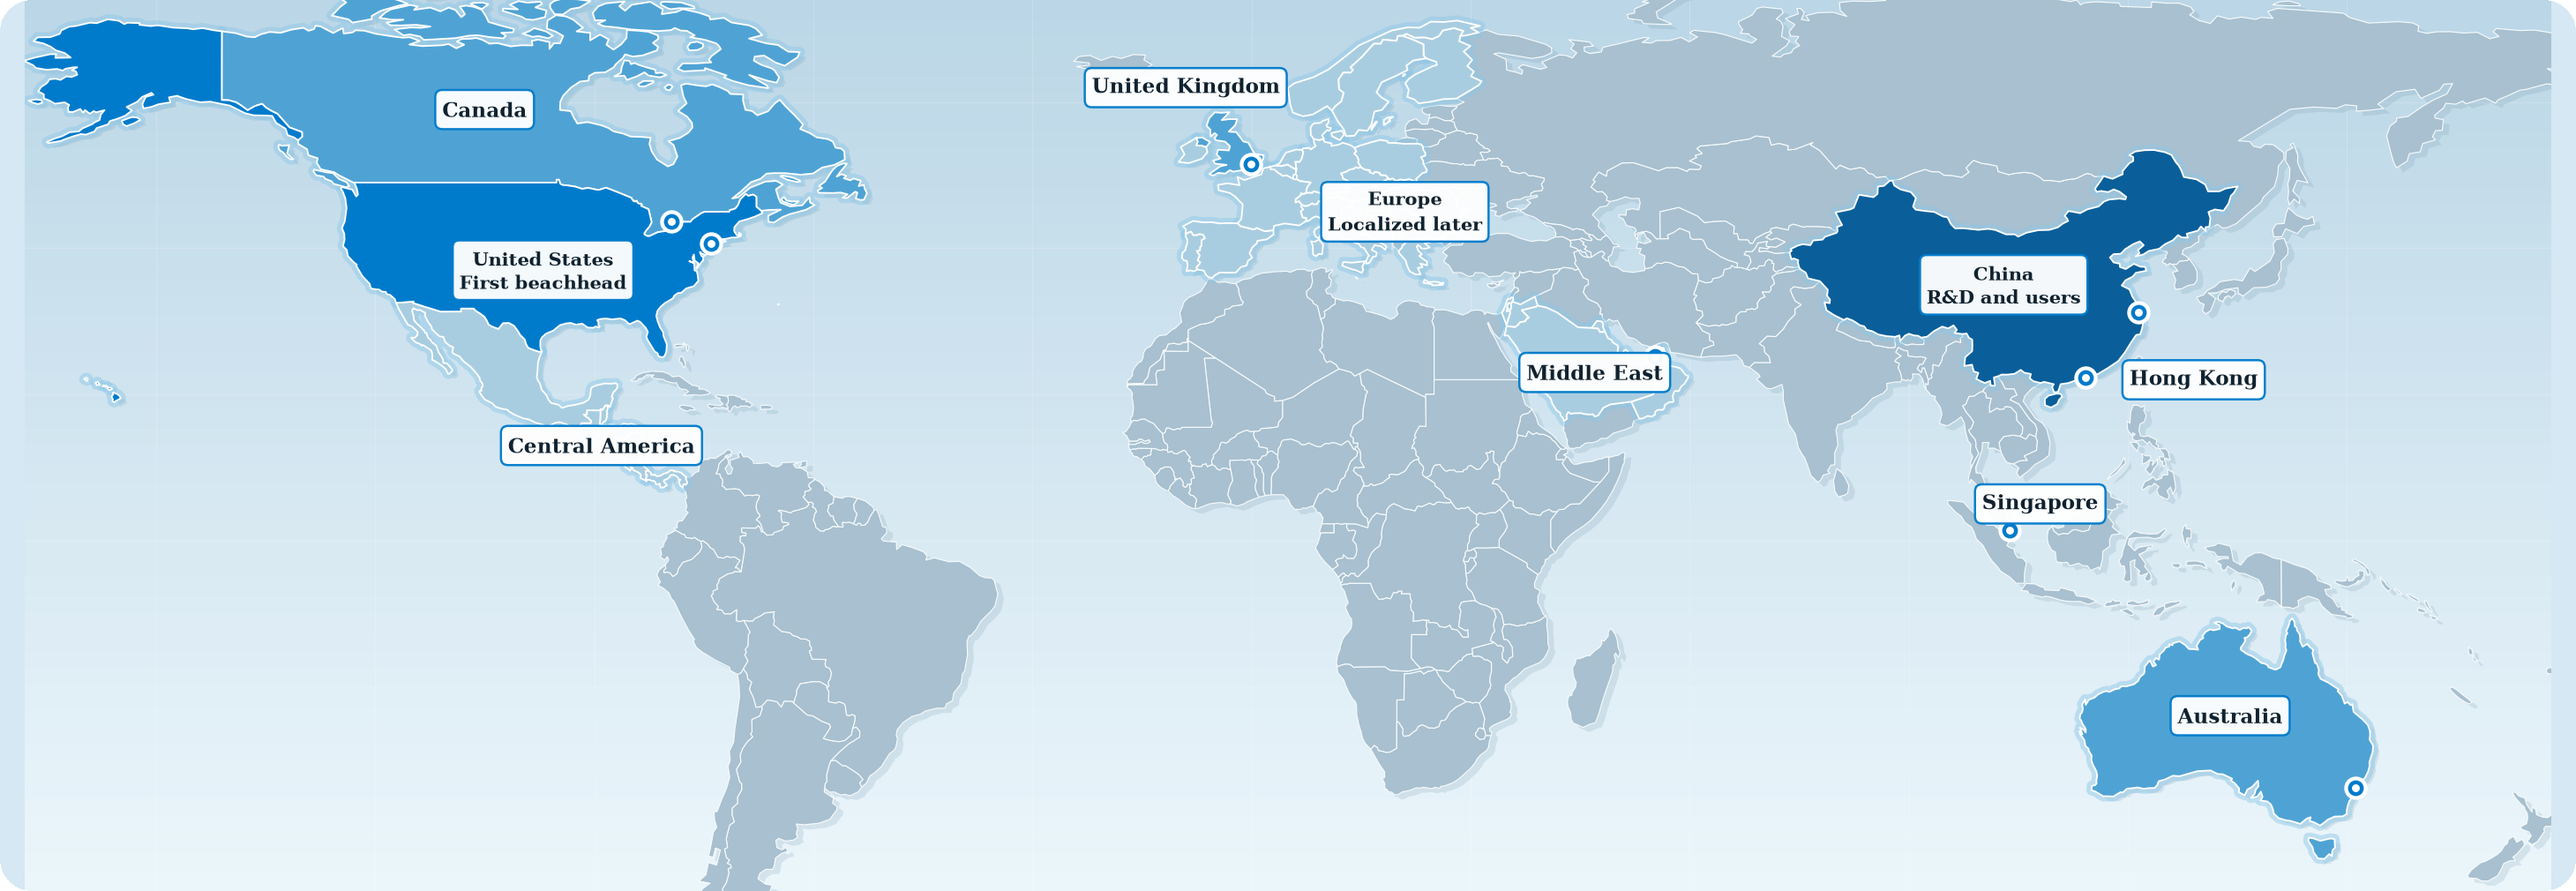 United Kingdom
Canada
Europe
Localized later
United States
First beachhead
China
R&D and users
Middle East
Hong Kong
Central America
Singapore
Australia